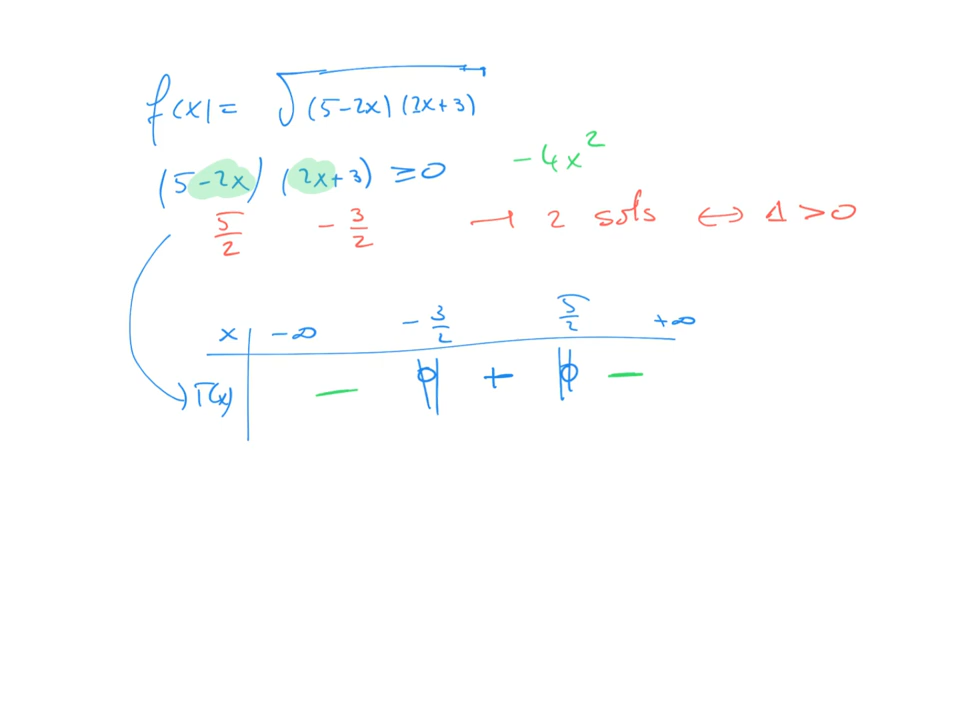 f(x) = √(5-2x)(2x+3)
(5-2x) (2x+3) ≥ 0 -4x²
5/2 -3/2 → 2 sols ↔ Δ > 0
x -∞ -3/2 5/2 +∞
T(x) - 0 + 0 -